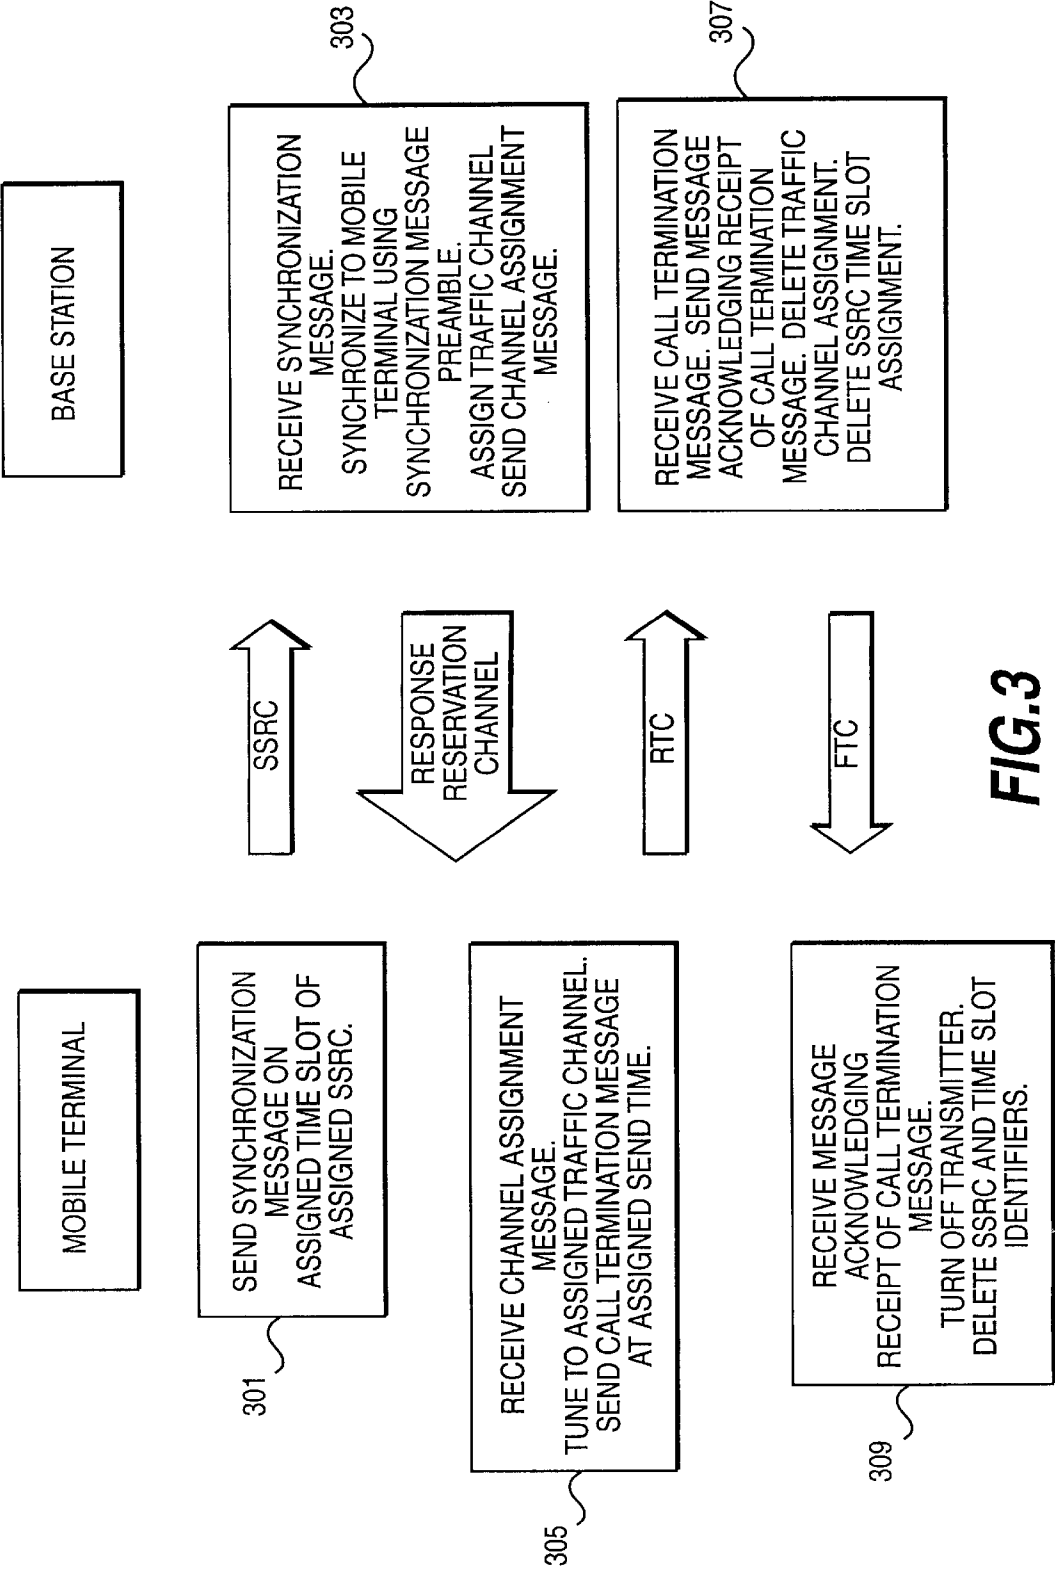 MOBILE TERMINAL
BASE STATION
301
SEND SYNCHRONIZATION
MESSAGE ON
ASSIGNED TIME SLOT OF
ASSIGNED SSRC.
SSRC
303
RECEIVE SYNCHRONIZATION
MESSAGE.
SYNCHRONIZE TO MOBILE
TERMINAL USING
SYNCHRONIZATION MESSAGE
PREAMBLE.
ASSIGN TRAFFIC CHANNEL
SEND CHANNEL ASSIGNMENT
MESSAGE.
RESPONSE
RESERVATION
CHANNEL
305
RECEIVE CHANNEL ASSIGNMENT
MESSAGE.
TUNE TO ASSIGNED TRAFFIC CHANNEL.
SEND CALL TERMINATION MESSAGE
AT ASSIGNED SEND TIME.
RTC
307
RECEIVE CALL TERMINATION
MESSAGE. SEND MESSAGE
ACKNOWLEDGING RECEIPT
OF CALL TERMINATION
MESSAGE. DELETE TRAFFIC
CHANNEL ASSIGNMENT.
DELETE SSRC TIME SLOT
ASSIGNMENT.
FTC
309
RECEIVE MESSAGE
ACKNOWLEDGING
RECEIPT OF CALL TERMINATION
MESSAGE.
TURN OFF TRANSMITTER.
DELETE SSRC AND TIME SLOT
IDENTIFIERS.
FIG.3